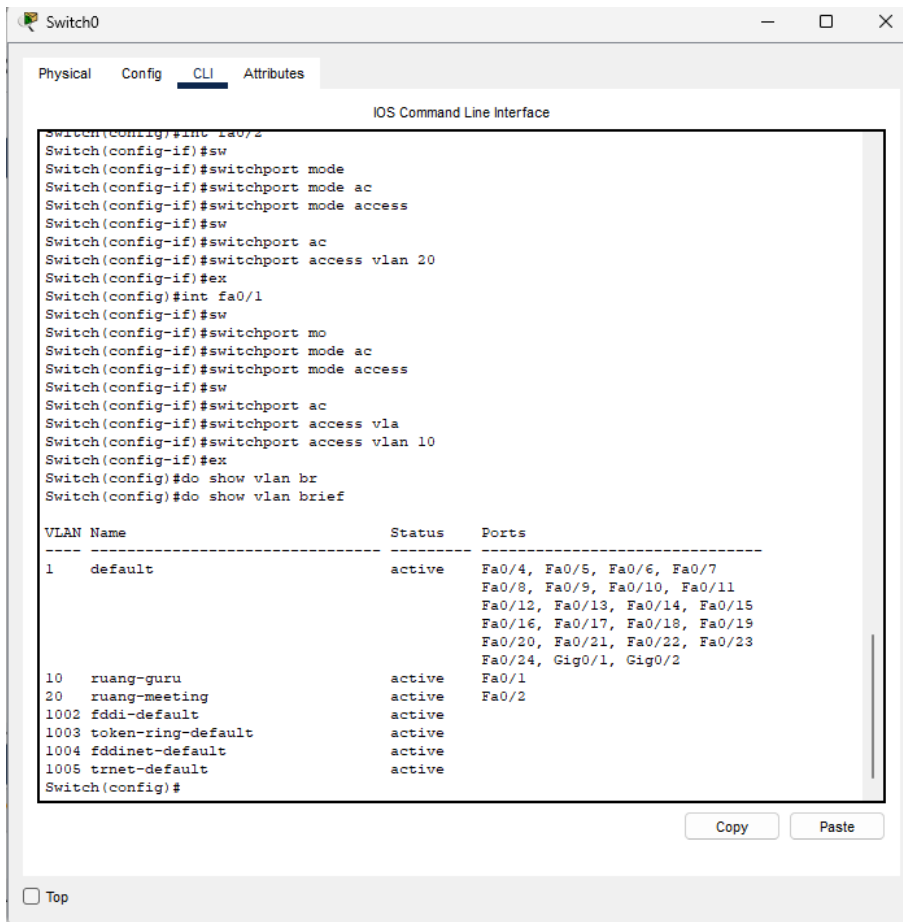 Switch0
Physical Config CLI Attributes
IOS Command Line Interface
Switch(config)#int fa0/2
Switch(config-if)#sw
Switch(config-if)#switchport mode
Switch(config-if)#switchport mode ac
Switch(config-if)#switchport mode access
Switch(config-if)#sw
Switch(config-if)#switchport ac
Switch(config-if)#switchport access vlan 20
Switch(config-if)#ex
Switch(config)#int fa0/1
Switch(config-if)#sw
Switch(config-if)#switchport mo
Switch(config-if)#switchport mode ac
Switch(config-if)#switchport mode access
Switch(config-if)#sw
Switch(config-if)#switchport ac
Switch(config-if)#switchport access vla
Switch(config-if)#switchport access vlan 10
Switch(config-if)#ex
Switch(config)#do show vlan br
Switch(config)#do show vlan brief
VLAN Name                             Status    Ports
---- -------------------------------- --------- -------------------------------
1    default                          active    Fa0/4, Fa0/5, Fa0/6, Fa0/7
                                                Fa0/8, Fa0/9, Fa0/10, Fa0/11
                                                Fa0/12, Fa0/13, Fa0/14, Fa0/15
                                                Fa0/16, Fa0/17, Fa0/18, Fa0/19
                                                Fa0/20, Fa0/21, Fa0/22, Fa0/23
                                                Fa0/24, Gig0/1, Gig0/2
10   ruang-guru                       active    Fa0/1
20   ruang-meeting                    active    Fa0/2
1002 fddi-default                     active
1003 token-ring-default               active
1004 fddinet-default                  active
1005 trnet-default                    active
Switch(config)#
Copy Paste
Top